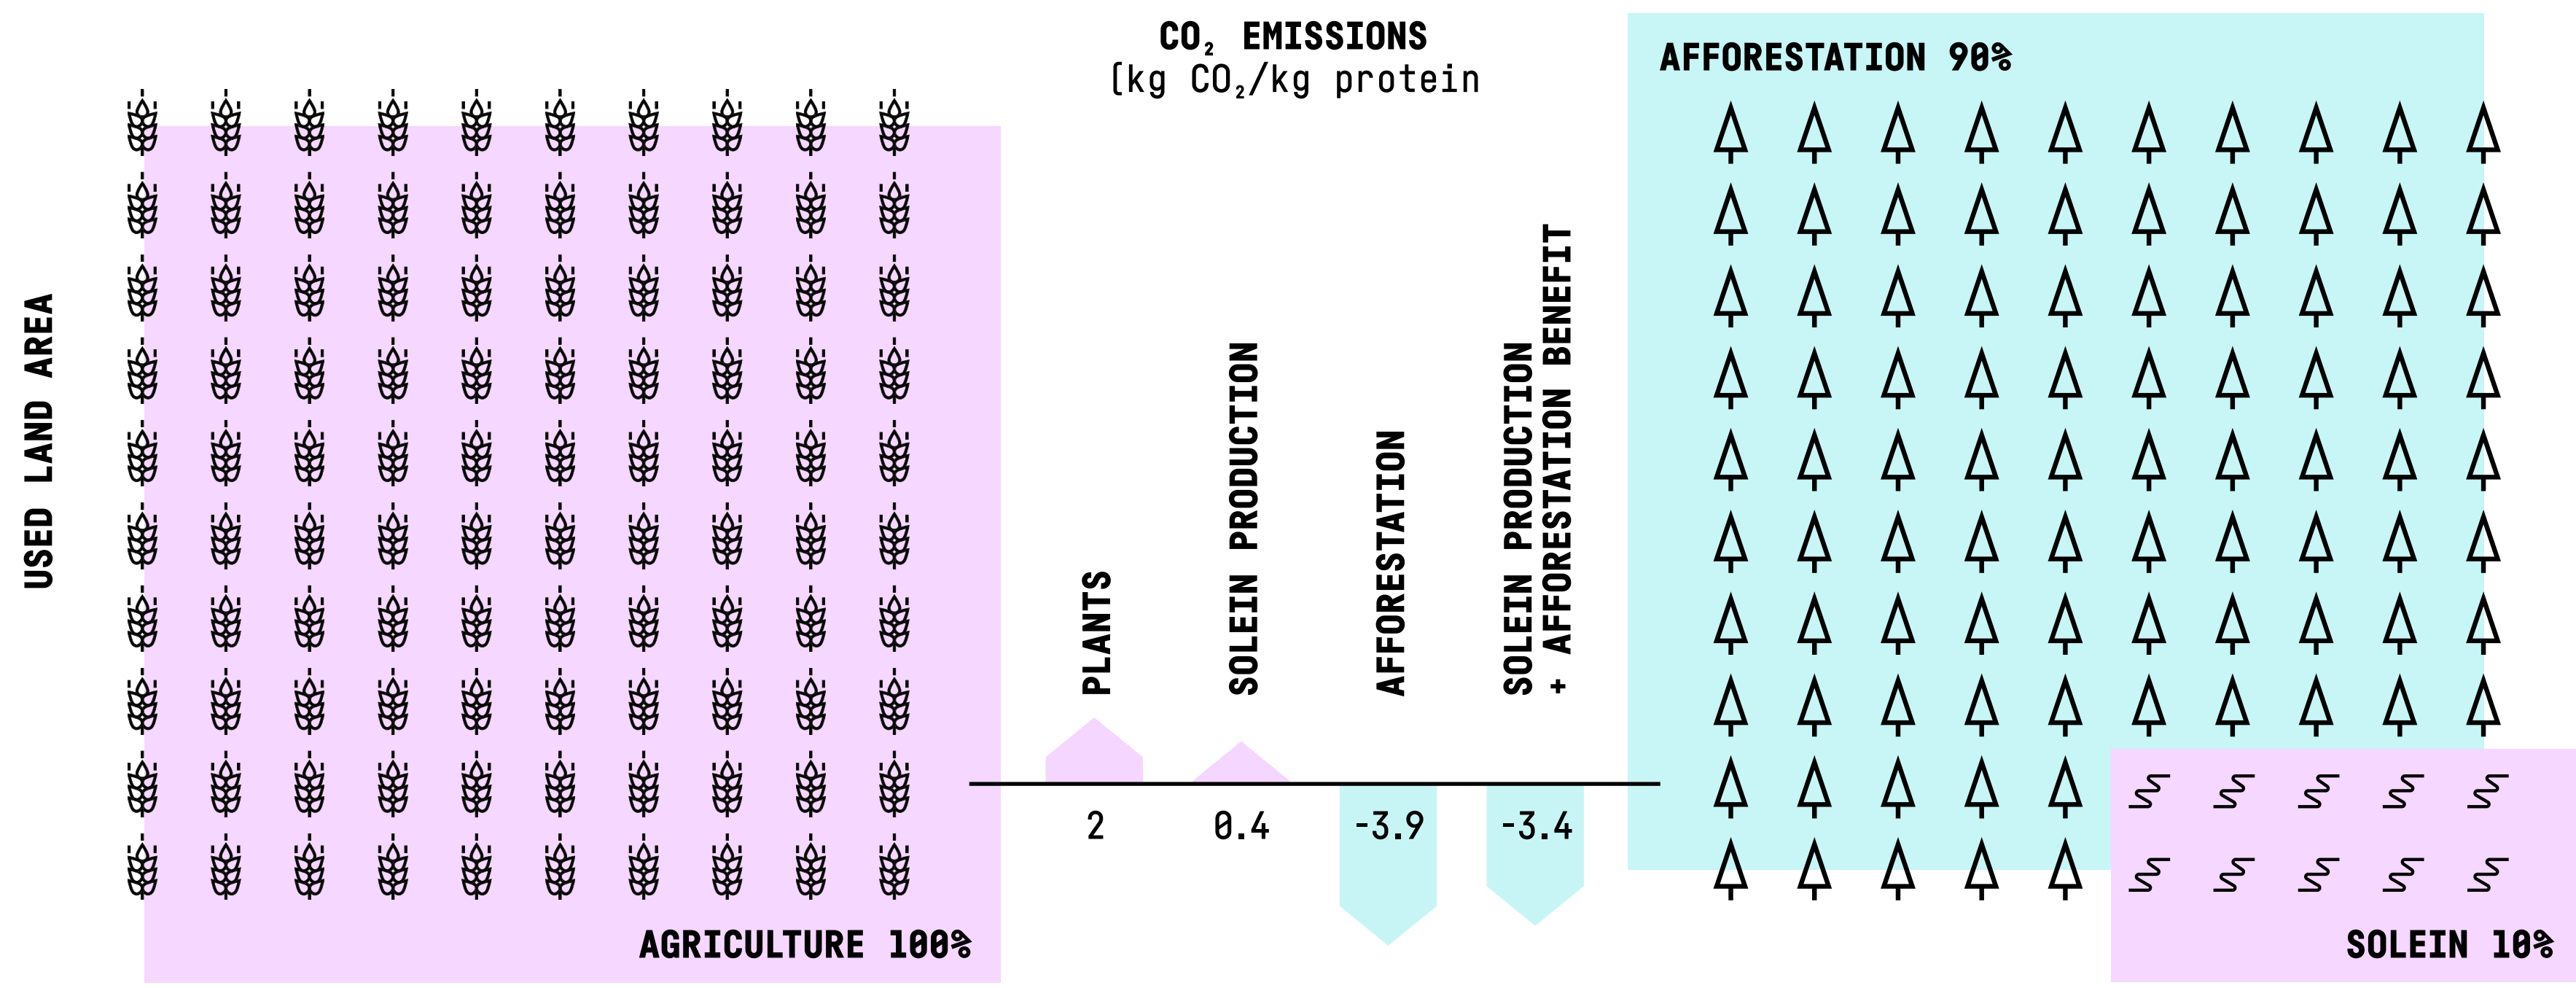 USED LAND AREA
AGRICULTURE 100%
CO₂ EMISSIONS
[kg CO₂/kg protein
PLANTS
SOLEIN PRODUCTION
AFFORESTATION
SOLEIN PRODUCTION
+ AFFORESTATION BENEFIT
2
0.4
-3.9
-3.4
AFFORESTATION 90%
SOLEIN 10%